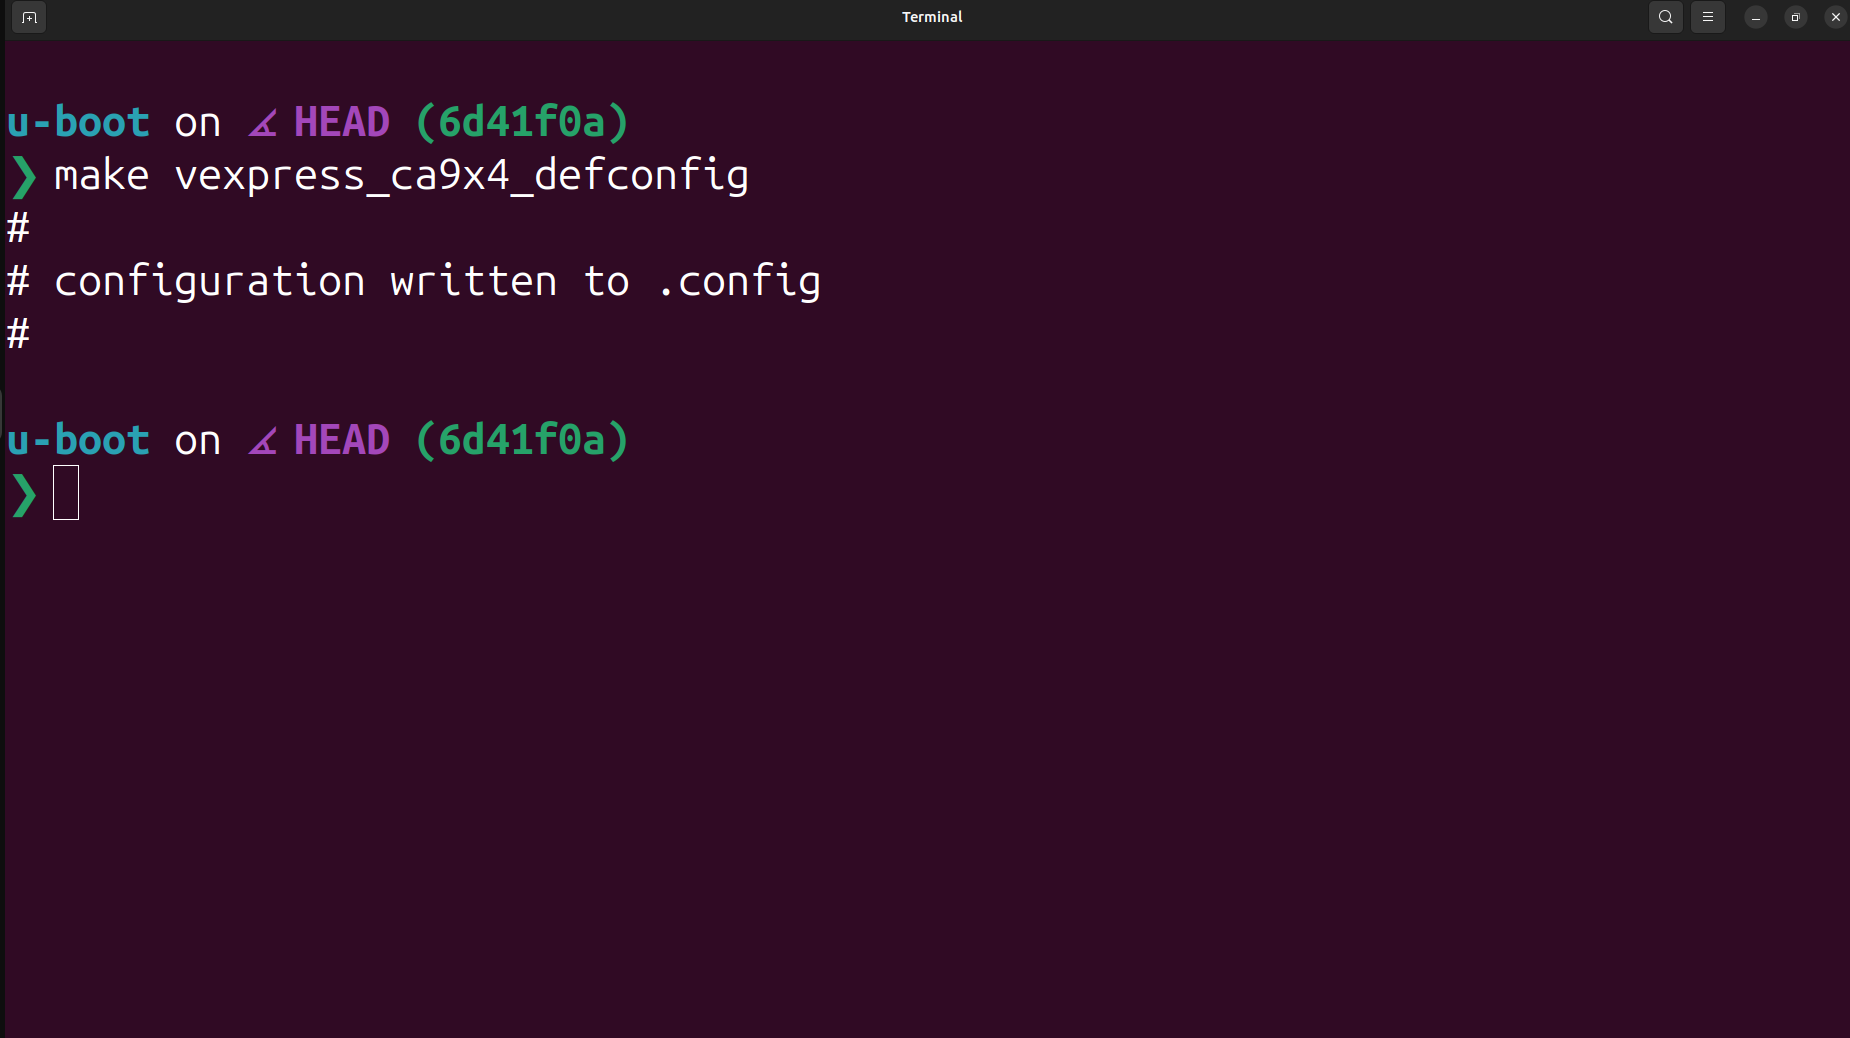 Terminal
u-boot on HEAD (6d41f0a)
❯ make vexpress_ca9x4_defconfig
#
# configuration written to .config
#
u-boot on HEAD (6d41f0a)
❯